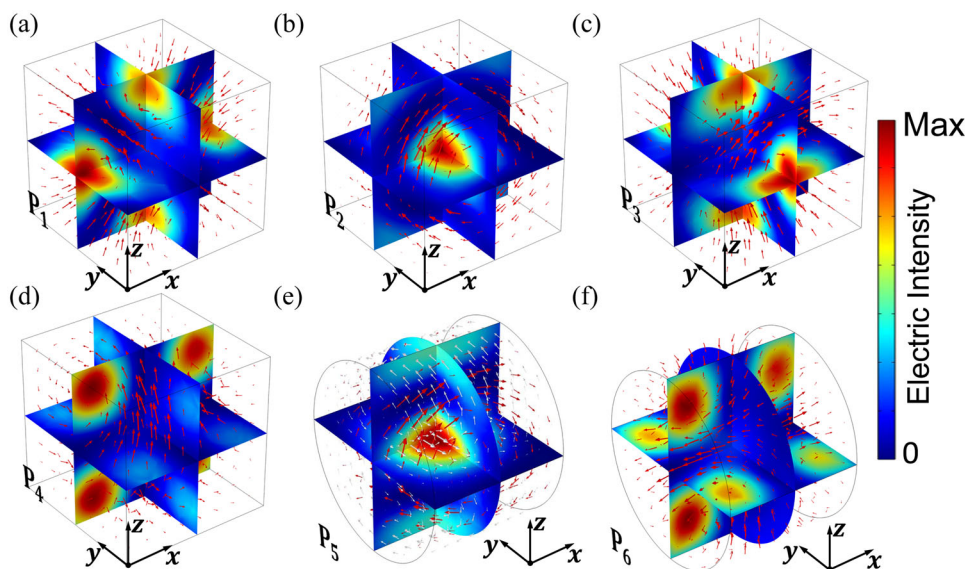 (a)
P1
z
y
x
(b)
P2
z
y
x
(c)
P3
z
y
x
Max
Electric Intensity
0
(d)
P4
z
y
x
(e)
P5
z
y
x
(f)
P6
z
y
x